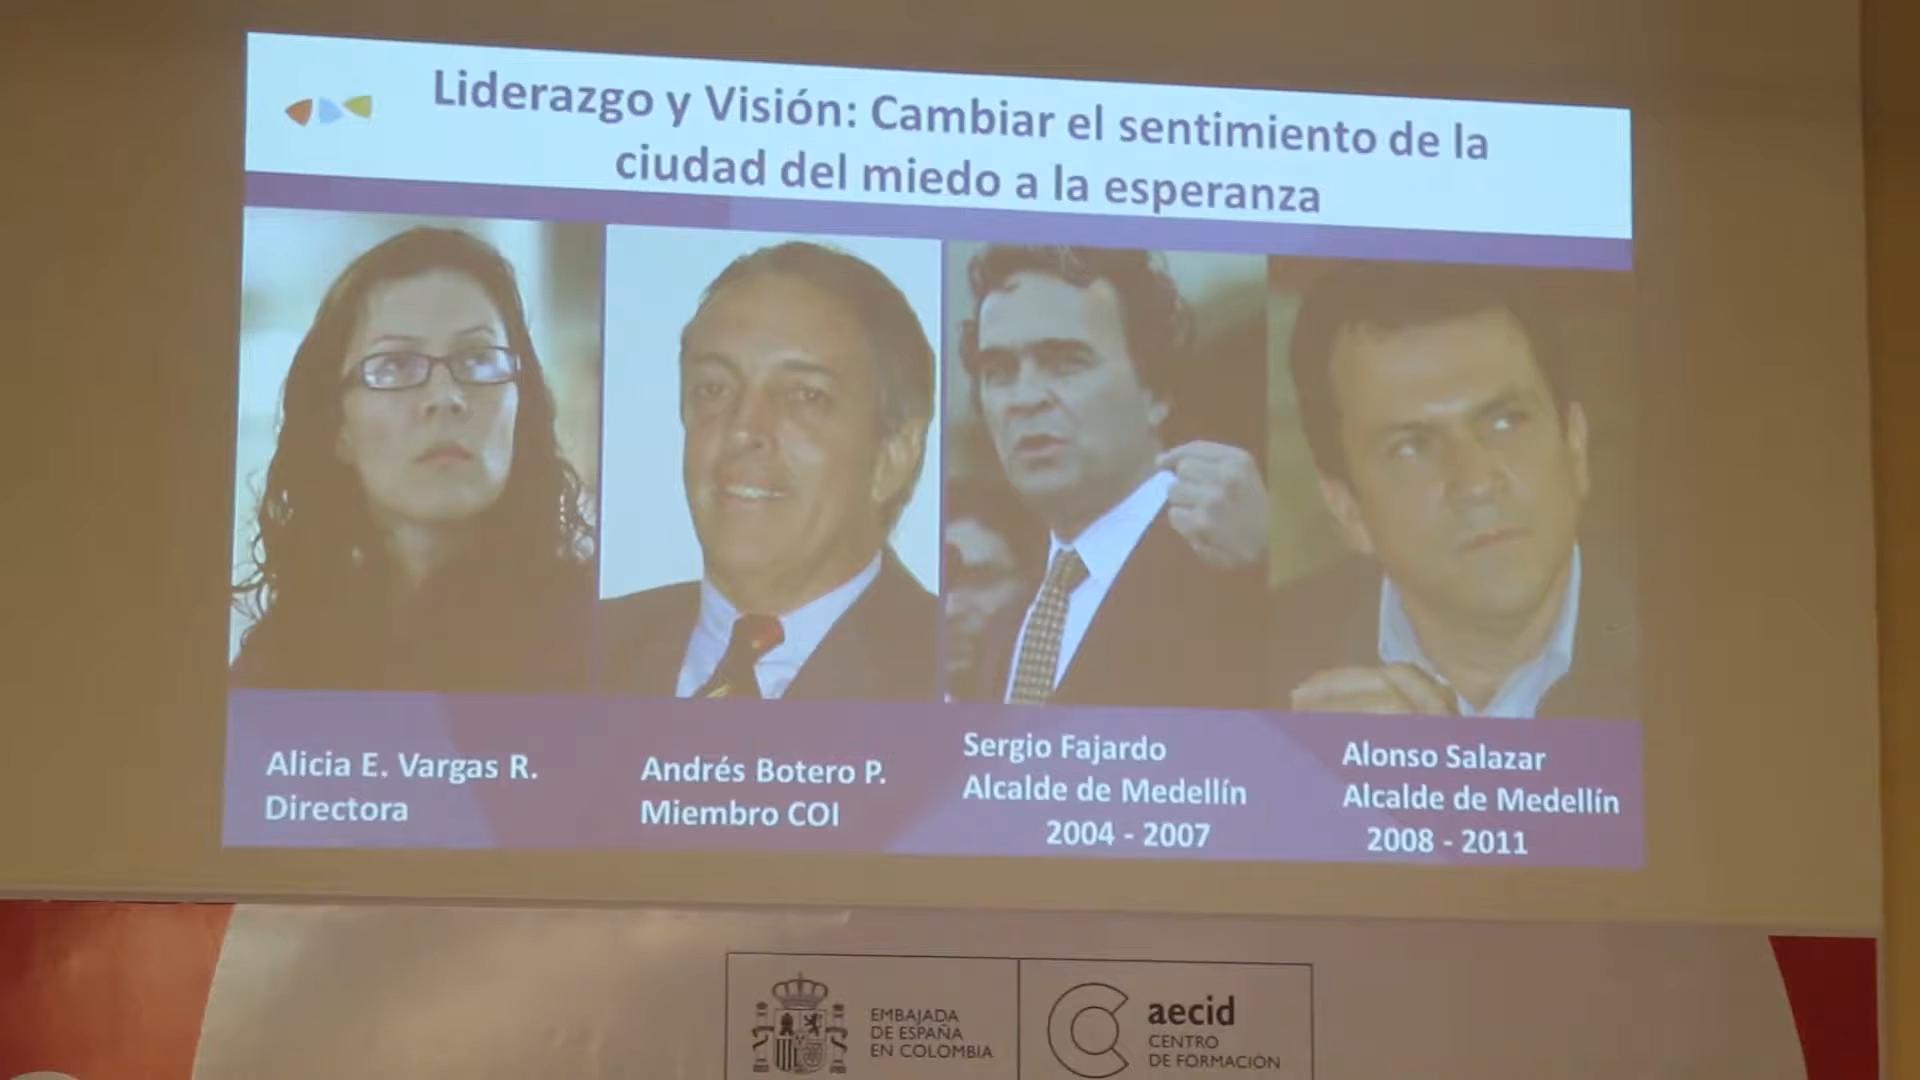 Liderazgo y Visión: Cambiar el sentimiento de la
ciudad del miedo a la esperanza
Alicia E. Vargas R.
Directora
Andrés Botero P.
Miembro COI
Sergio Fajardo
Alcalde de Medellín
2004 - 2007
Alonso Salazar
Alcalde de Medellín
2008 - 2011
EMBAJADA
DE ESPAÑA
EN COLOMBIA
aecid
CENTRO
DE FORMACIÓN